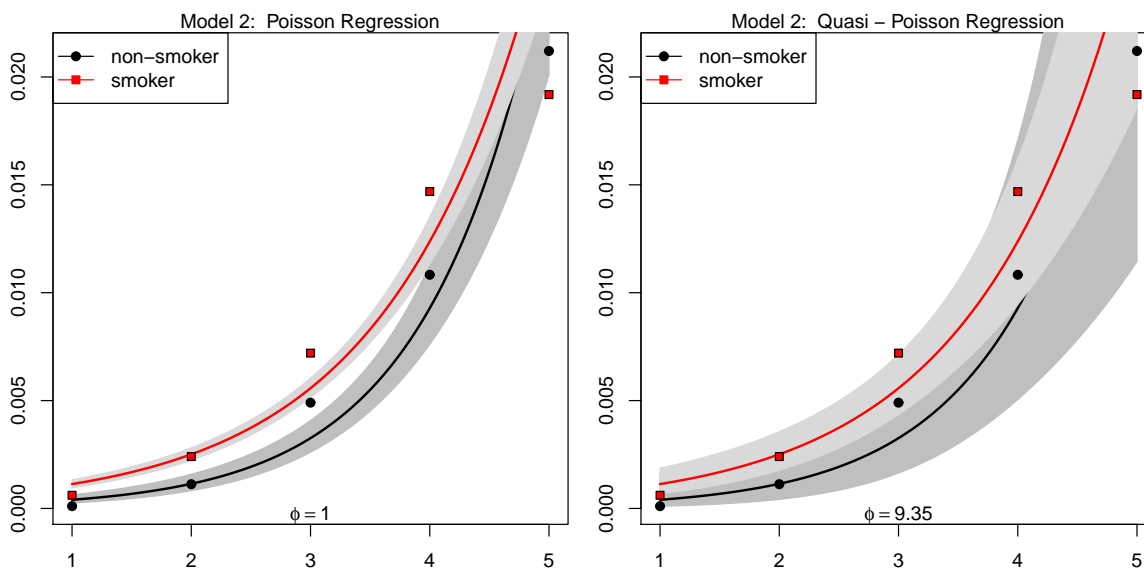 Model 2: Poisson Regression
non−smoker
smoker
0.020
0.015
0.010
0.005
0.000
ϕ = 1
1 2 3 4 5
Model 2: Quasi − Poisson Regression
non−smoker
smoker
0.020
0.015
0.010
0.005
0.000
ϕ = 9.35
1 2 3 4 5